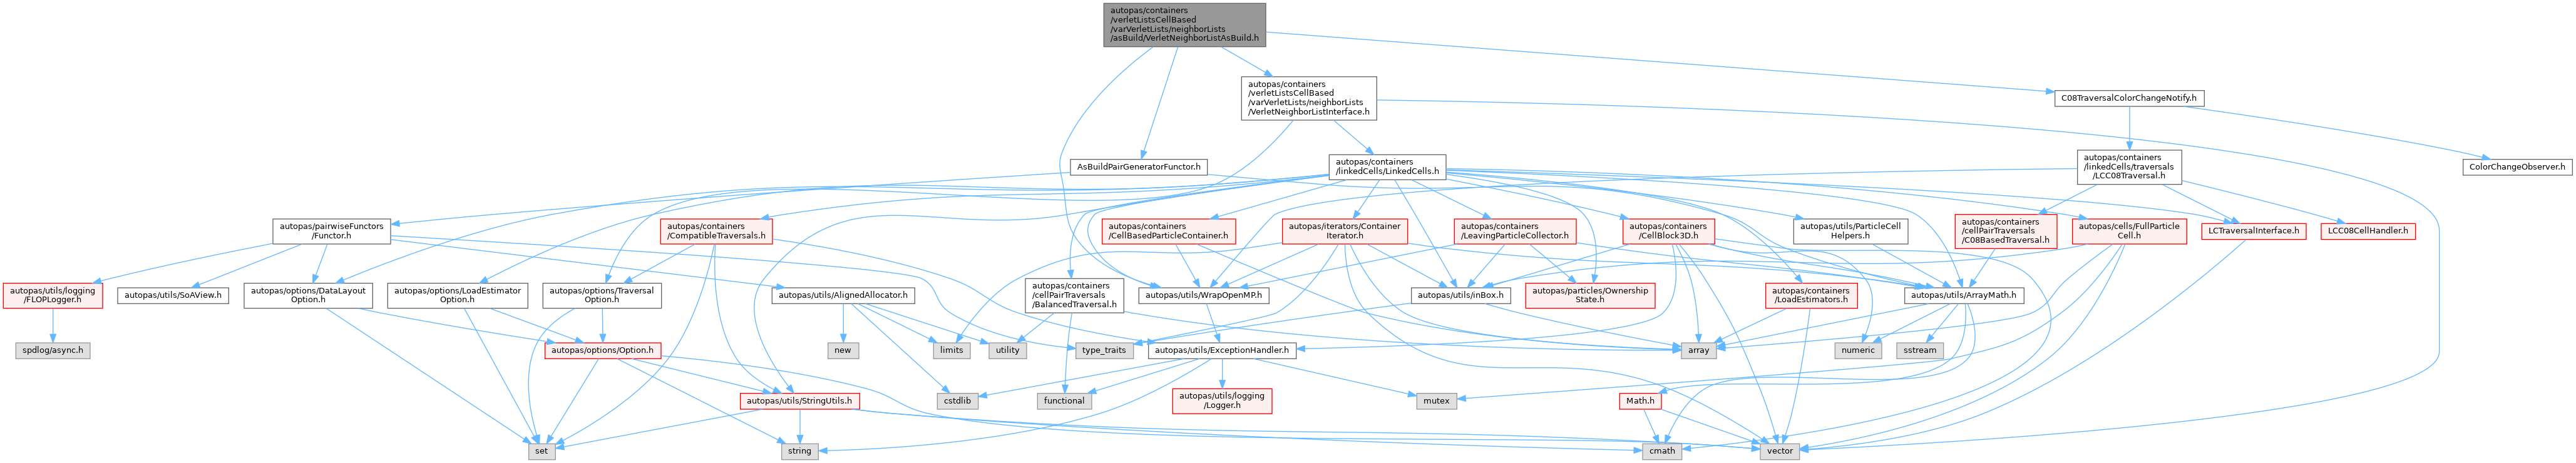 autopas/containers
/verletListsCellBased
/varVerletLists/neighborLists
/asBuild/VerletNeighborListAsBuild.h
autopas/containers
/verletListsCellBased
/varVerletLists/neighborLists
/VerletNeighborListInterface.h
C08TraversalColorChangeNotify.h
AsBuildPairGeneratorFunctor.h
autopas/containers
/linkedCells/LinkedCells.h
autopas/containers
/linkedCells/traversals
/LCC08Traversal.h
ColorChangeObserver.h
autopas/pairwiseFunctors
/Functor.h
autopas/containers
/CompatibleTraversals.h
autopas/containers
/CellBasedParticleContainer.h
autopas/iterators/Container
Iterator.h
autopas/containers
/LeavingParticleCollector.h
autopas/containers
/CellBlock3D.h
autopas/utils/ParticleCell
Helpers.h
autopas/containers
/cellPairTraversals
/C08BasedTraversal.h
autopas/cells/FullParticle
Cell.h
LCTraversalInterface.h
LCC08CellHandler.h
autopas/utils/logging
/FLOPLogger.h
autopas/utils/SoAView.h
autopas/options/DataLayout
Option.h
autopas/options/LoadEstimator
Option.h
autopas/options/Traversal
Option.h
autopas/utils/AlignedAllocator.h
autopas/containers
/cellPairTraversals
/BalancedTraversal.h
autopas/utils/WrapOpenMP.h
autopas/utils/inBox.h
autopas/particles/Ownership
State.h
autopas/containers
/LoadEstimators.h
autopas/utils/ArrayMath.h
spdlog/async.h
autopas/options/Option.h
new
limits
utility
type_traits
autopas/utils/ExceptionHandler.h
array
numeric
sstream
autopas/utils/StringUtils.h
cstdlib
functional
autopas/utils/logging
/Logger.h
mutex
Math.h
set
string
cmath
vector